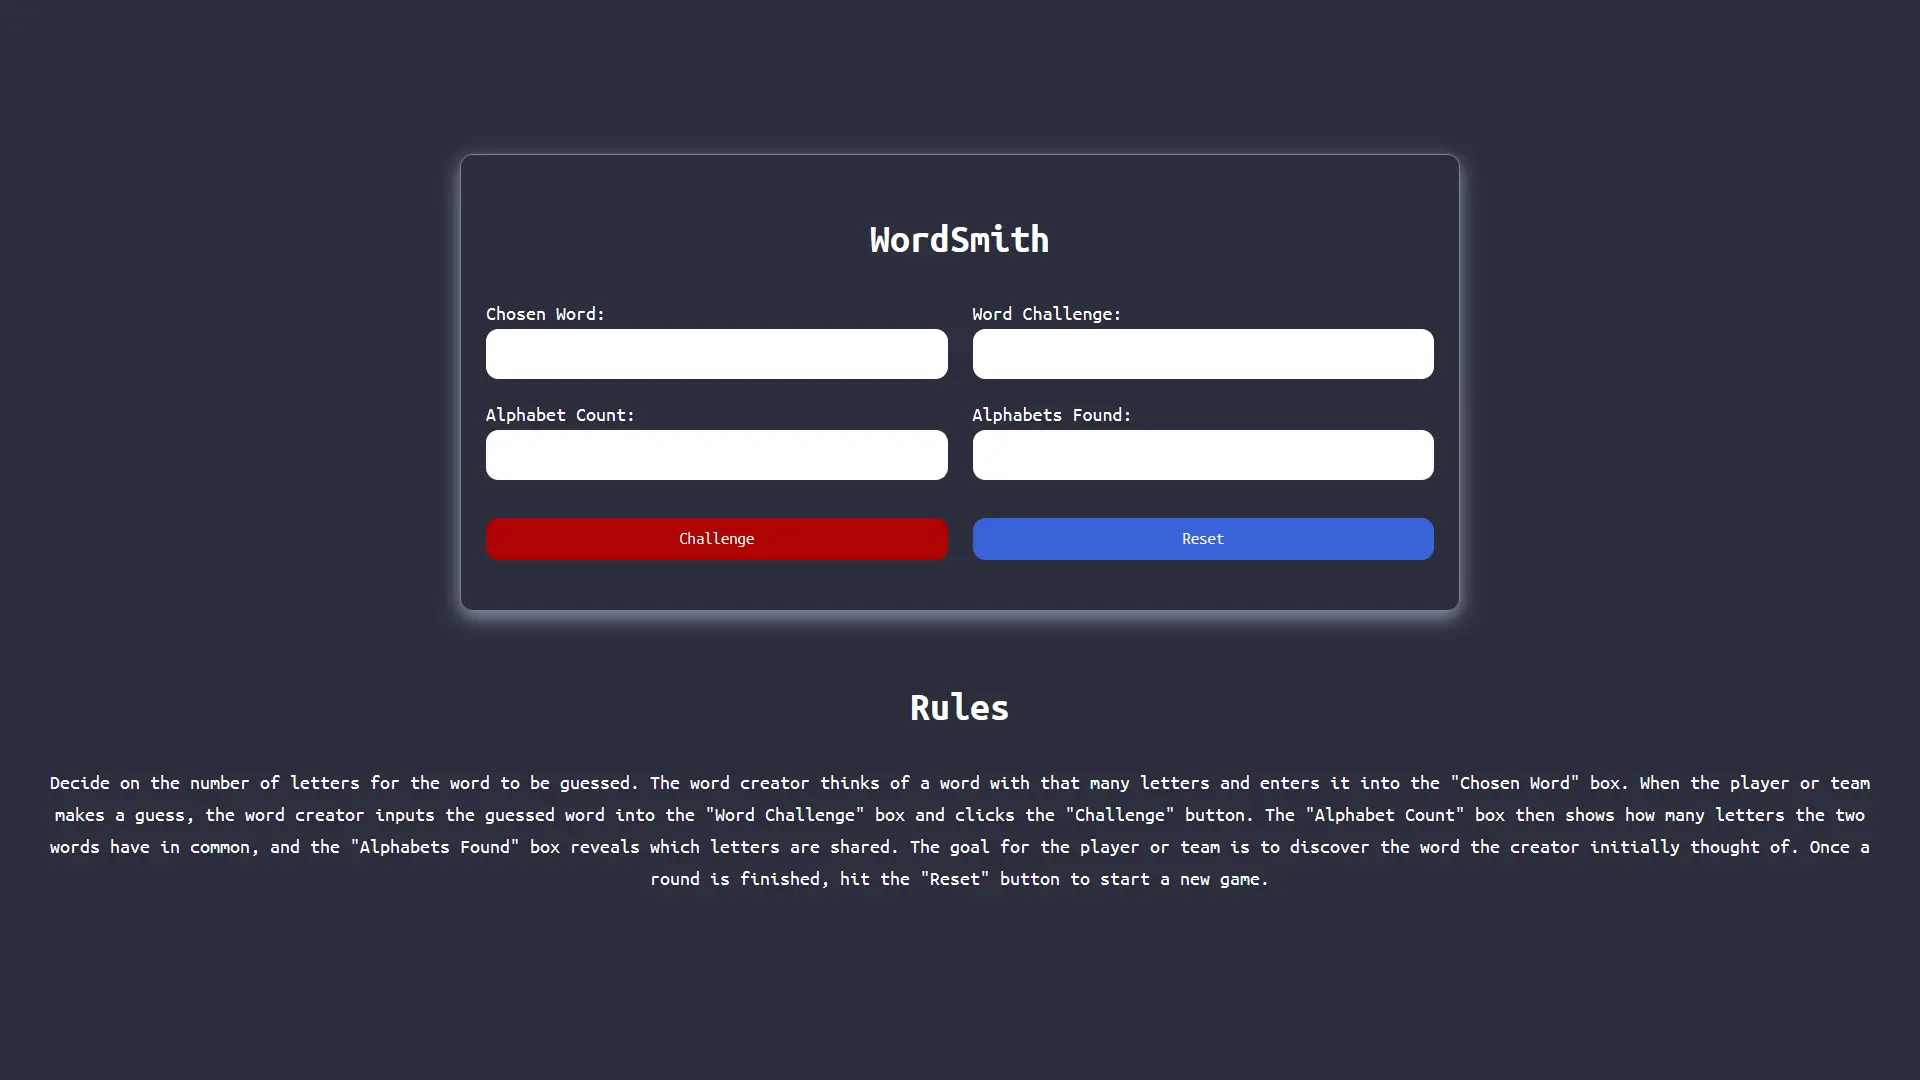 WordSmith
Chosen Word:
Word Challenge:
Alphabet Count:
Alphabets Found:
Challenge
Reset
Rules
Decide on the number of letters for the word to be guessed. The word creator thinks of a word with that many letters and enters it into the "Chosen Word" box. When the player or team
makes a guess, the word creator inputs the guessed word into the "Word Challenge" box and clicks the "Challenge" button. The "Alphabet Count" box then shows how many letters the two
words have in common, and the "Alphabets Found" box reveals which letters are shared. The goal for the player or team is to discover the word the creator initially thought of. Once a
round is finished, hit the "Reset" button to start a new game.